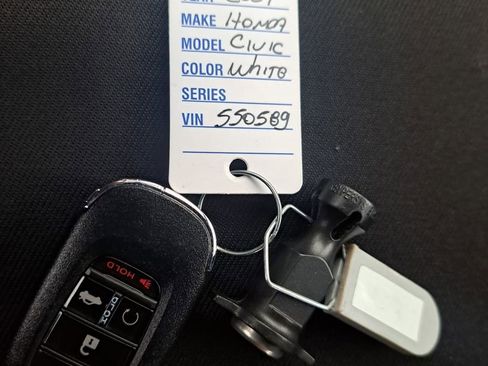 MAKE HONDA
MODEL CIVIC
COLOR WHITE
SERIES
VIN 550589
HOLD